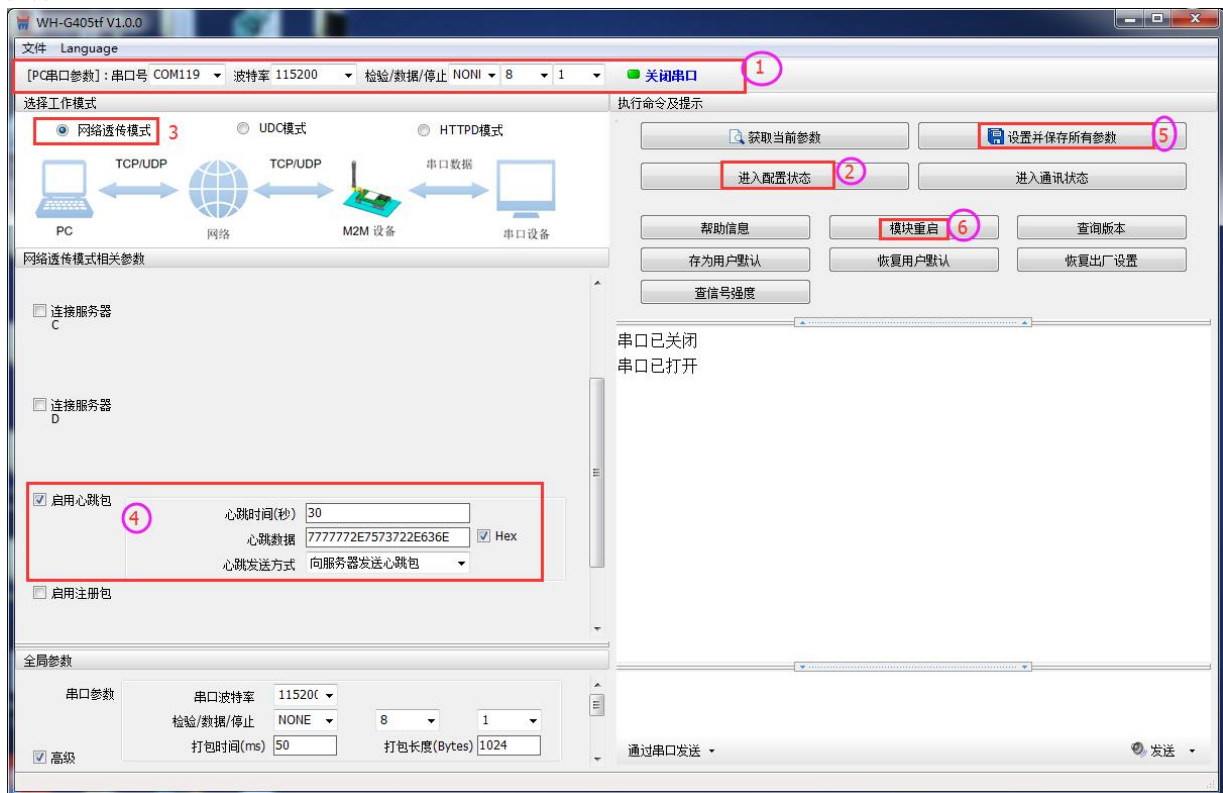 WH-G405tf V1.0.0
文件 Language
[PC串口参数]：串口号 COM119 波特率 115200 检验/数据/停止 NONI 8 1 关闭串口 1
选择工作模式
网络透传模式 3 UDC模式 HTTPD模式
TCP/UDP TCP/UDP 串口数据
PC 网络 M2M 设备 串口设备
网络透传模式相关参数
连接服务器
C
连接服务器
D
启用心跳包
4
心跳时间(秒) 30
心跳数据 7777772E7573722E636E Hex
心跳发送方式 向服务器发送心跳包
启用注册包
全局参数
串口参数 串口波特率 11520(
检验/数据/停止 NONE 8 1
打包时间(ms) 50 打包长度(Bytes) 1024
高级
执行命令及提示
获取当前参数 设置并保存所有参数 5
进入配置状态 2 进入通讯状态
帮助信息 模块重启 6 查询版本
存为用户默认 恢复用户默认 恢复出厂设置
查信号强度
串口已关闭
串口已打开
通过串口发送 发送